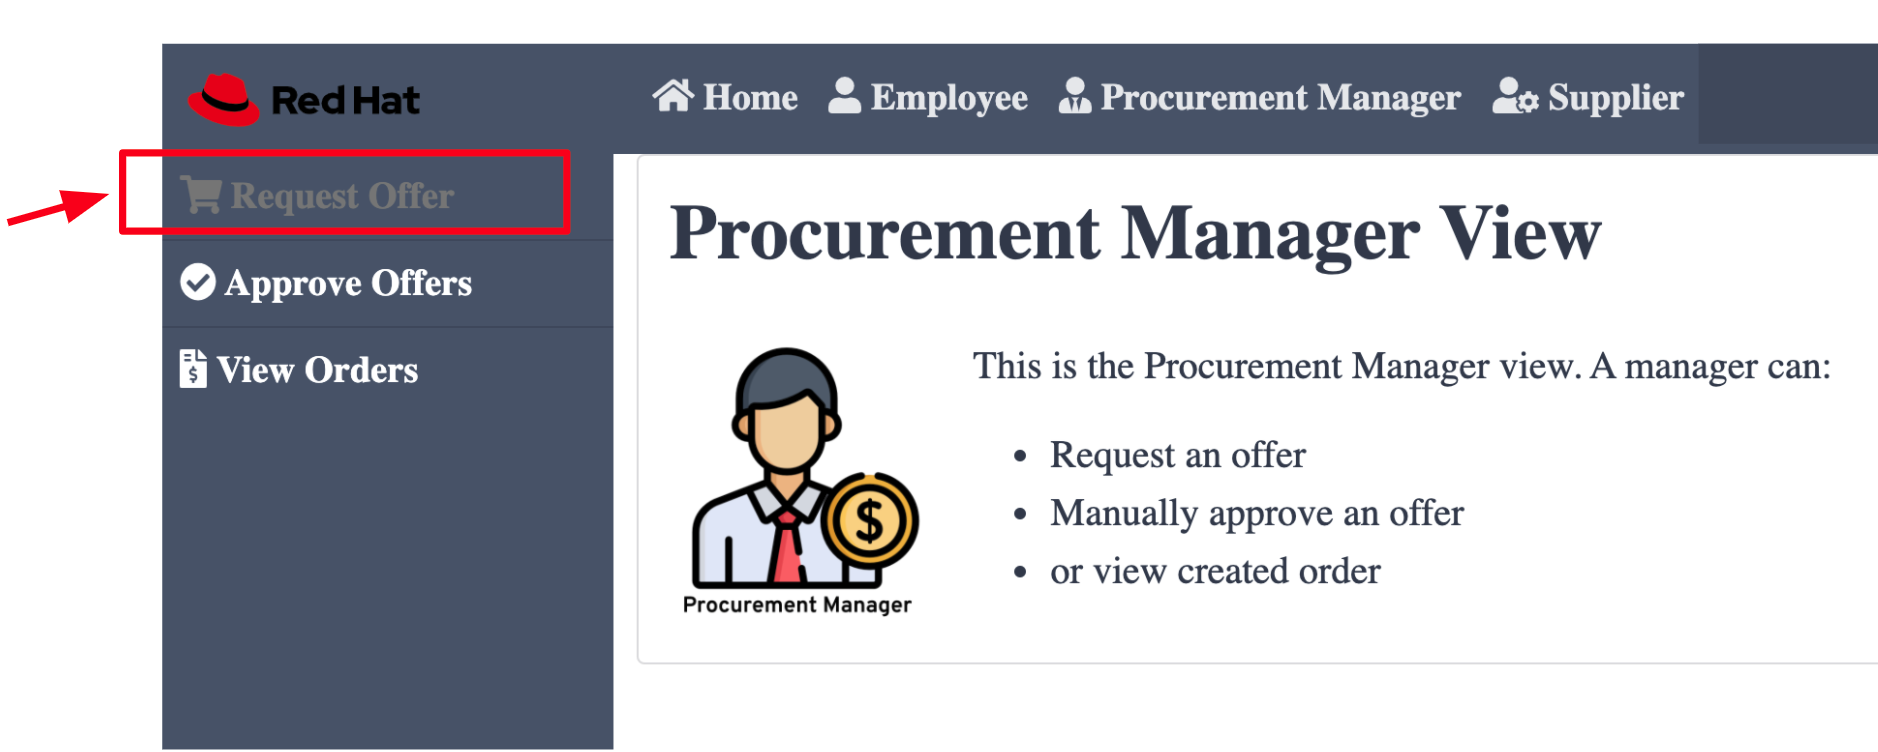 Red Hat
Home Employee Procurement Manager Supplier
Request Offer
Approve Offers
View Orders
Procurement Manager View
This is the Procurement Manager view. A manager can:
• Request an offer
• Manually approve an offer
• or view created order
$
Procurement Manager